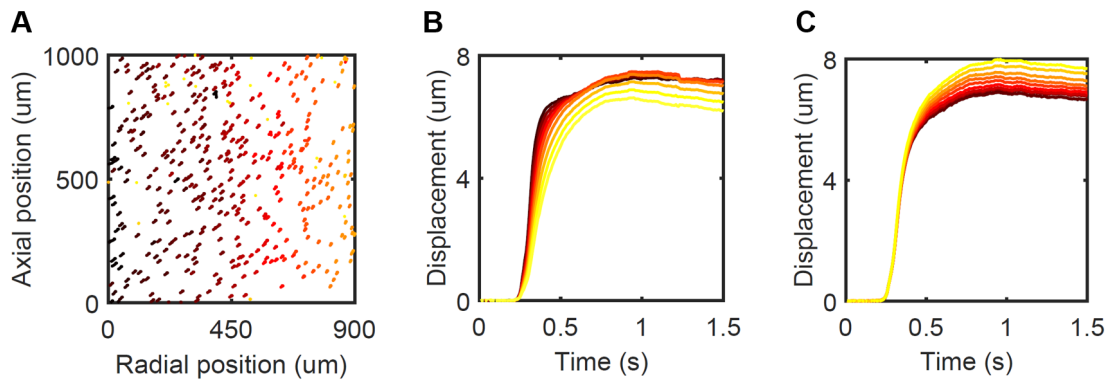 A
Axial position (um)
1000
500
0
0
450
900
Radial position (um)
B
Displacement (um)
8
4
0
0
0.5
1
1.5
Time (s)
C
Displacement (um)
8
4
0
0
0.5
1
1.5
Time (s)